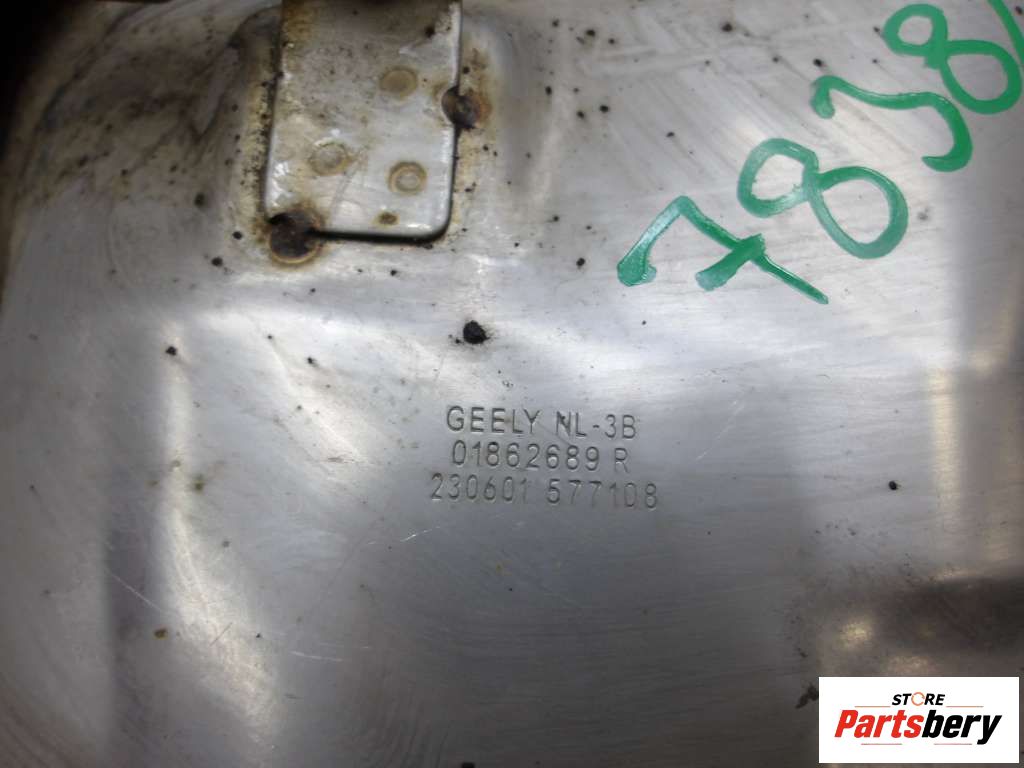 7838
GEELY NL-3B
01862689 R
230601 577108
STORE
Partsbery